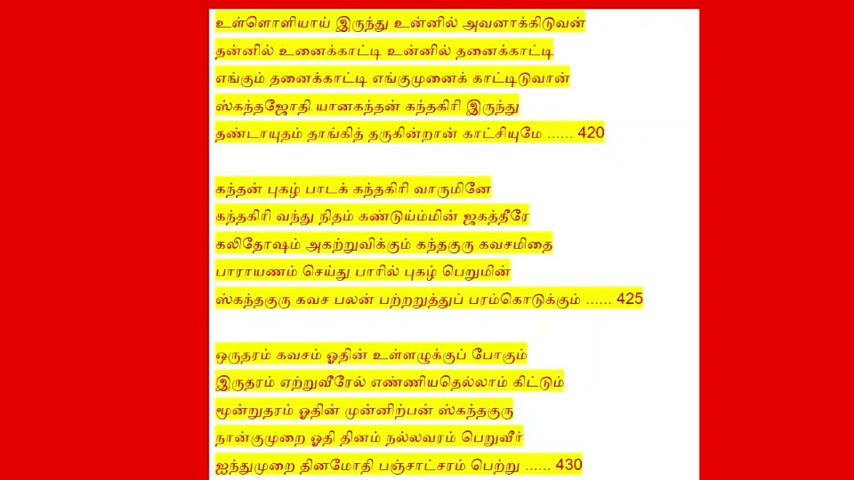 உள்ளொளியாய் இருந்து உன்னில் அவனாக்கிடுவன்
தன்னில் உனைக்காட்டி உன்னில் தனைக்காட்டி
எங்கும் தனைக்காட்டி எங்குமுனைக் காட்டிடுவான்
ஸ்கந்தஜோதி யானகந்தன் கந்தகிரி இருந்து
தண்டாயுதம் தாங்கித் தருகின்றான் காட்சியுமே ...... 420
கந்தன் புகழ் பாடக் கந்தகிரி வாருமினே
கந்தகிரி வந்து நிதம் கண்டுய்ம்மின் ஜகத்தீரே
கலிதோஷம் அகற்றுவிக்கும் கந்தகுரு கவசமிதை
பாராயணம் செய்து பாரில் புகழ் பெறுமின்
ஸ்கந்தகுரு கவச பலன் பற்றறுத்துப் பரம்கொடுக்கும் ...... 425
ஒருதரம் கவசம் ஓதின் உள்ளழுக்குப் போகும்
இருதரம் ஏற்றுவீரேல் எண்ணியதெல்லாம் கிட்டும்
மூன்றுதரம் ஓதின் முன்னிற்பன் ஸ்கந்தகுரு
நான்குமுறை ஓதி தினம் நல்லவரம் பெறுவீர்
ஐந்துமுறை தினமோதி பஞ்சாட்சரம் பெற்று ...... 430